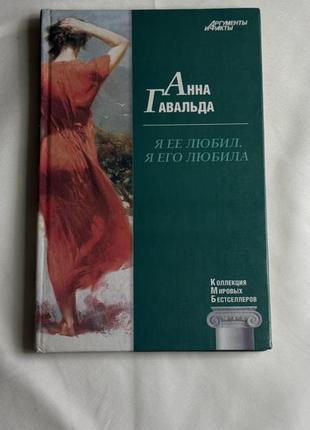 АРГУМЕНТЫ
И ФАКТЫ
АННА
ГАВАЛЬДА
Я ЕЕ ЛЮБИЛ.
Я ЕГО ЛЮБИЛА
КОЛЛЕКЦИЯ
МИРОВЫХ
БЕСТСЕЛЛЕРОВ